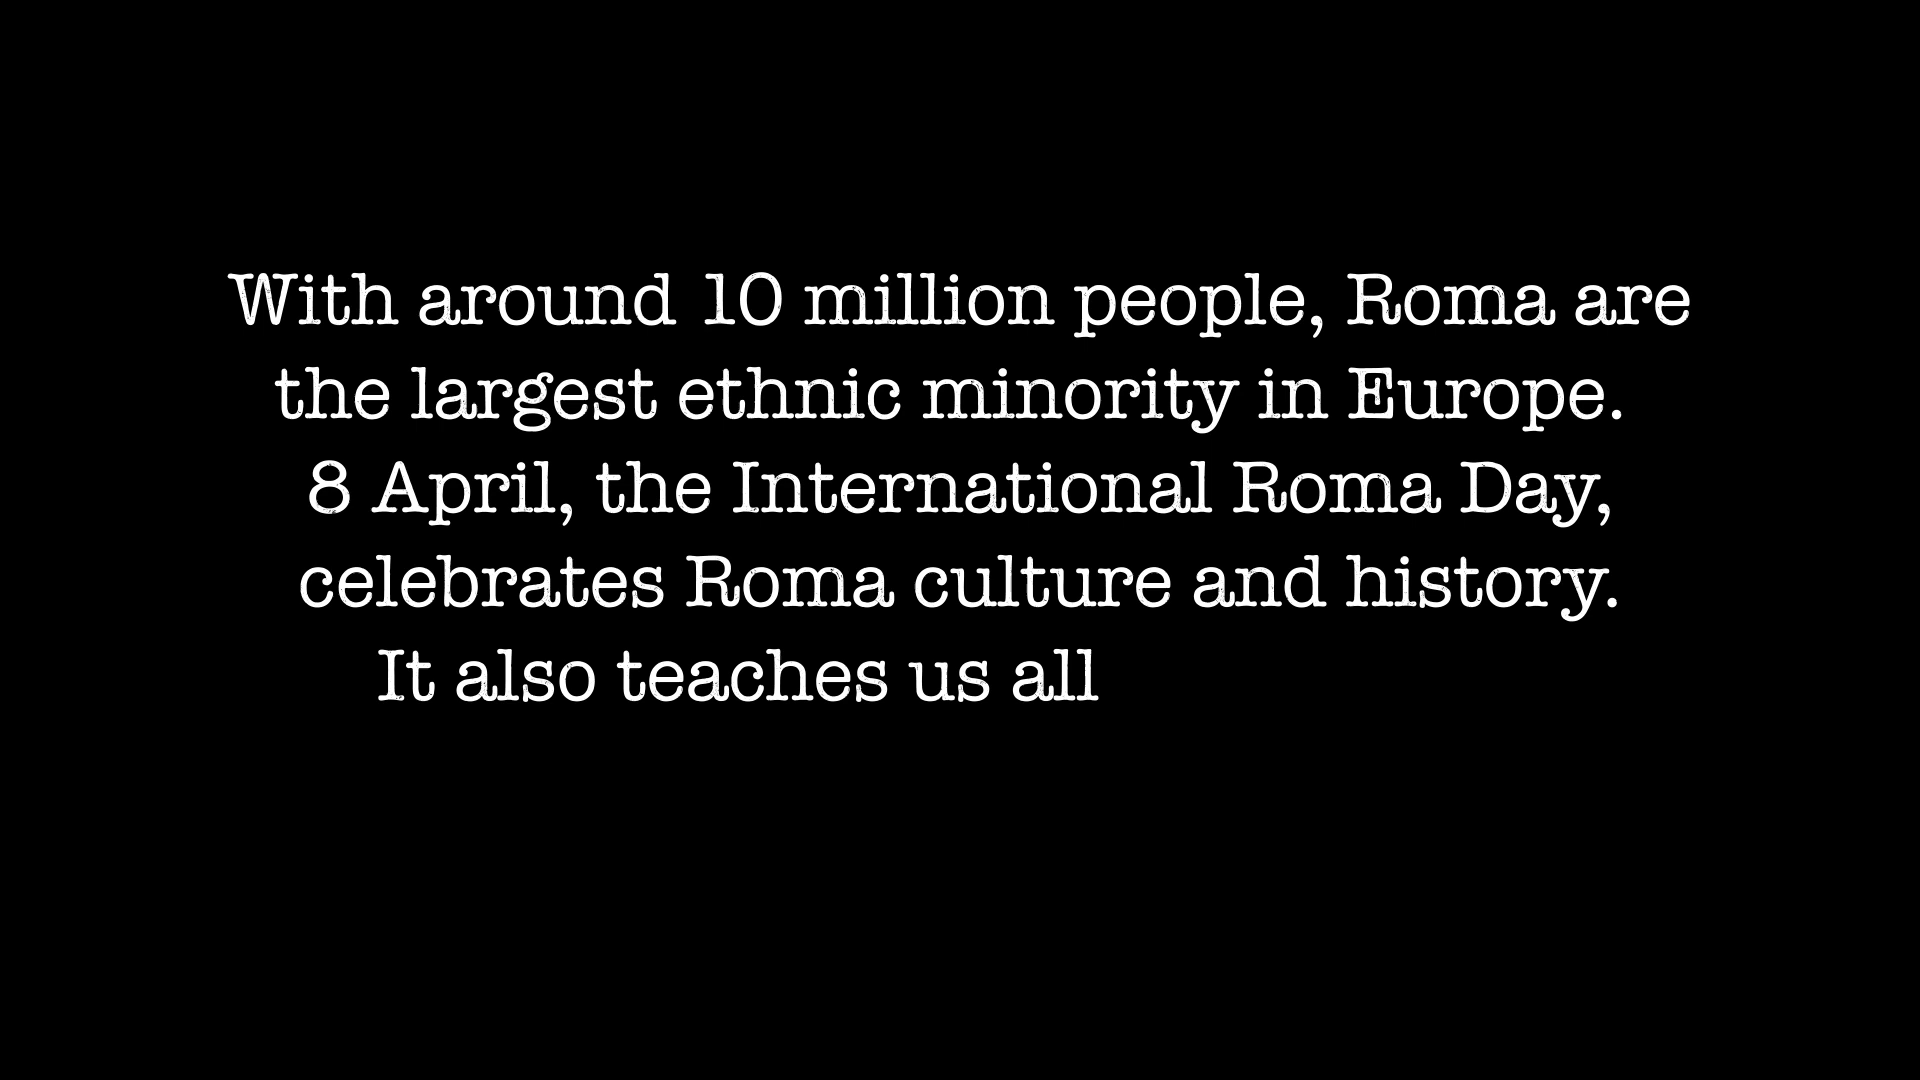 With around 10 million people, Roma are
the largest ethnic minority in Europe.
8 April, the International Roma Day,
celebrates Roma culture and history.
It also teaches us all